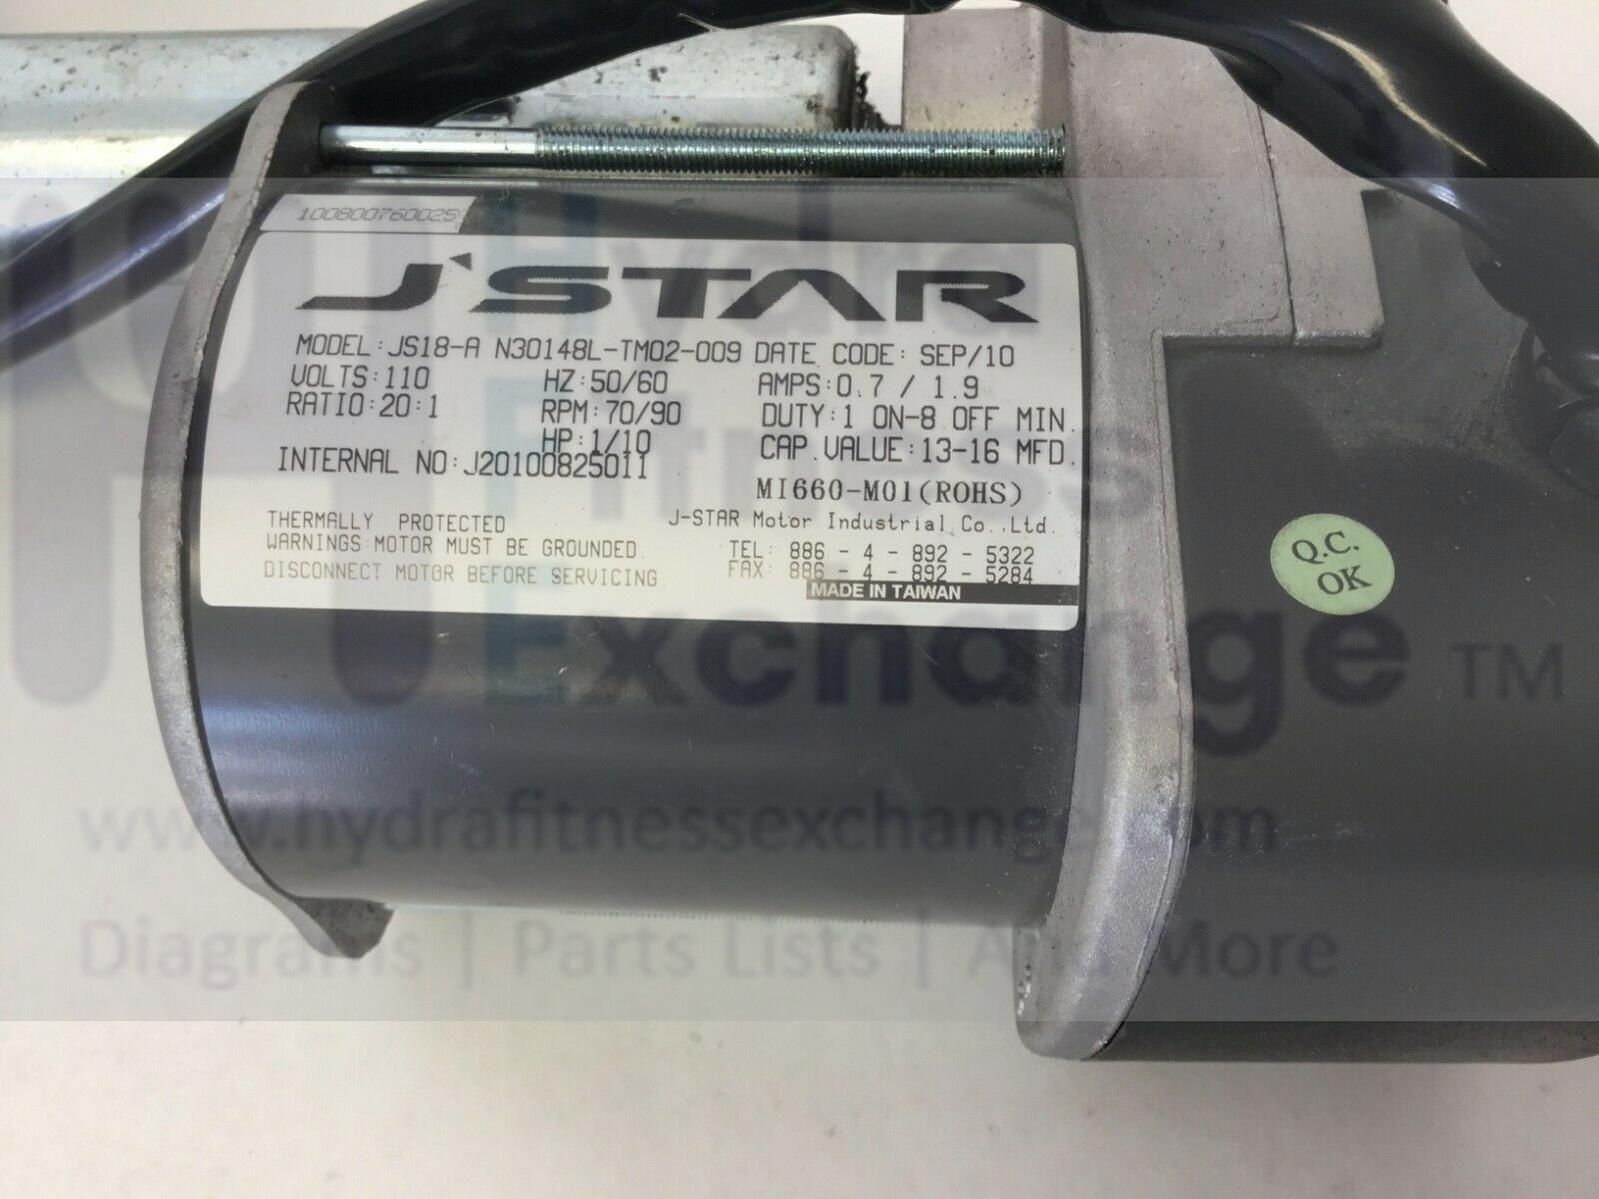 100800760025
J'STAR
MODEL: JS18-A N30148L-TM02-009 DATE CODE: SEP/10
VOLTS: 110 HZ: 50/60 AMPS: 0.7 / 1.9
RATIO: 20:1 RPM: 70/90 DUTY: 1 ON-8 OFF MIN.
HP: 1/10 CAP. VALUE: 13-16 MFD.
INTERNAL NO: J20100825011
MI660-M01(ROHS)
THERMALLY PROTECTED J-STAR Motor Industrial Co.,Ltd.
WARNINGS: MOTOR MUST BE GROUNDED. TEL: 886 - 4 - 892 - 5322
DISCONNECT MOTOR BEFORE SERVICING. FAX: 886 - 4 - 892 - 5284
MADE IN TAIWAN
Q.C.
OK
Hydra
Fitness
Exchange TM
www.hydrafitnessexchange.com
Diagrams | Parts Lists | And More